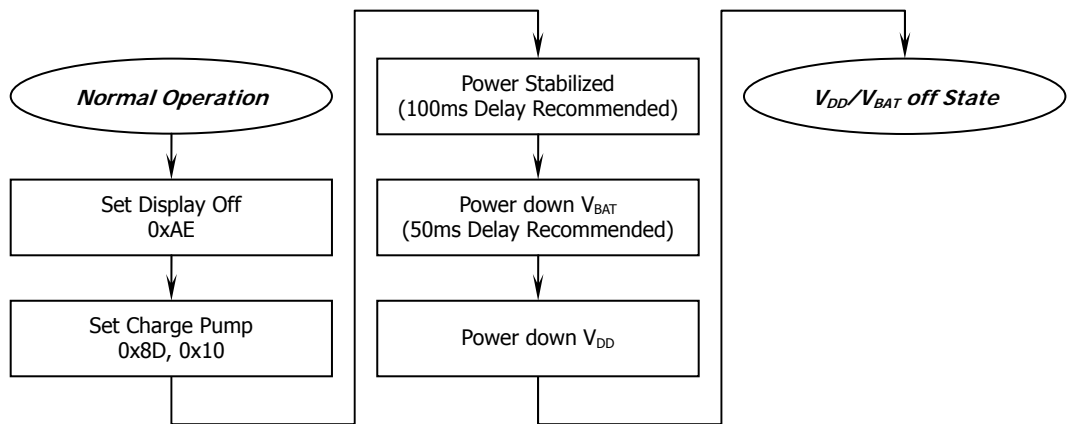 Normal Operation
Set Display Off
0xAE
Set Charge Pump
0x8D, 0x10
Power Stabilized
(100ms Delay Recommended)
Power down VBAT
(50ms Delay Recommended)
Power down VDD
VDD/VBAT off State